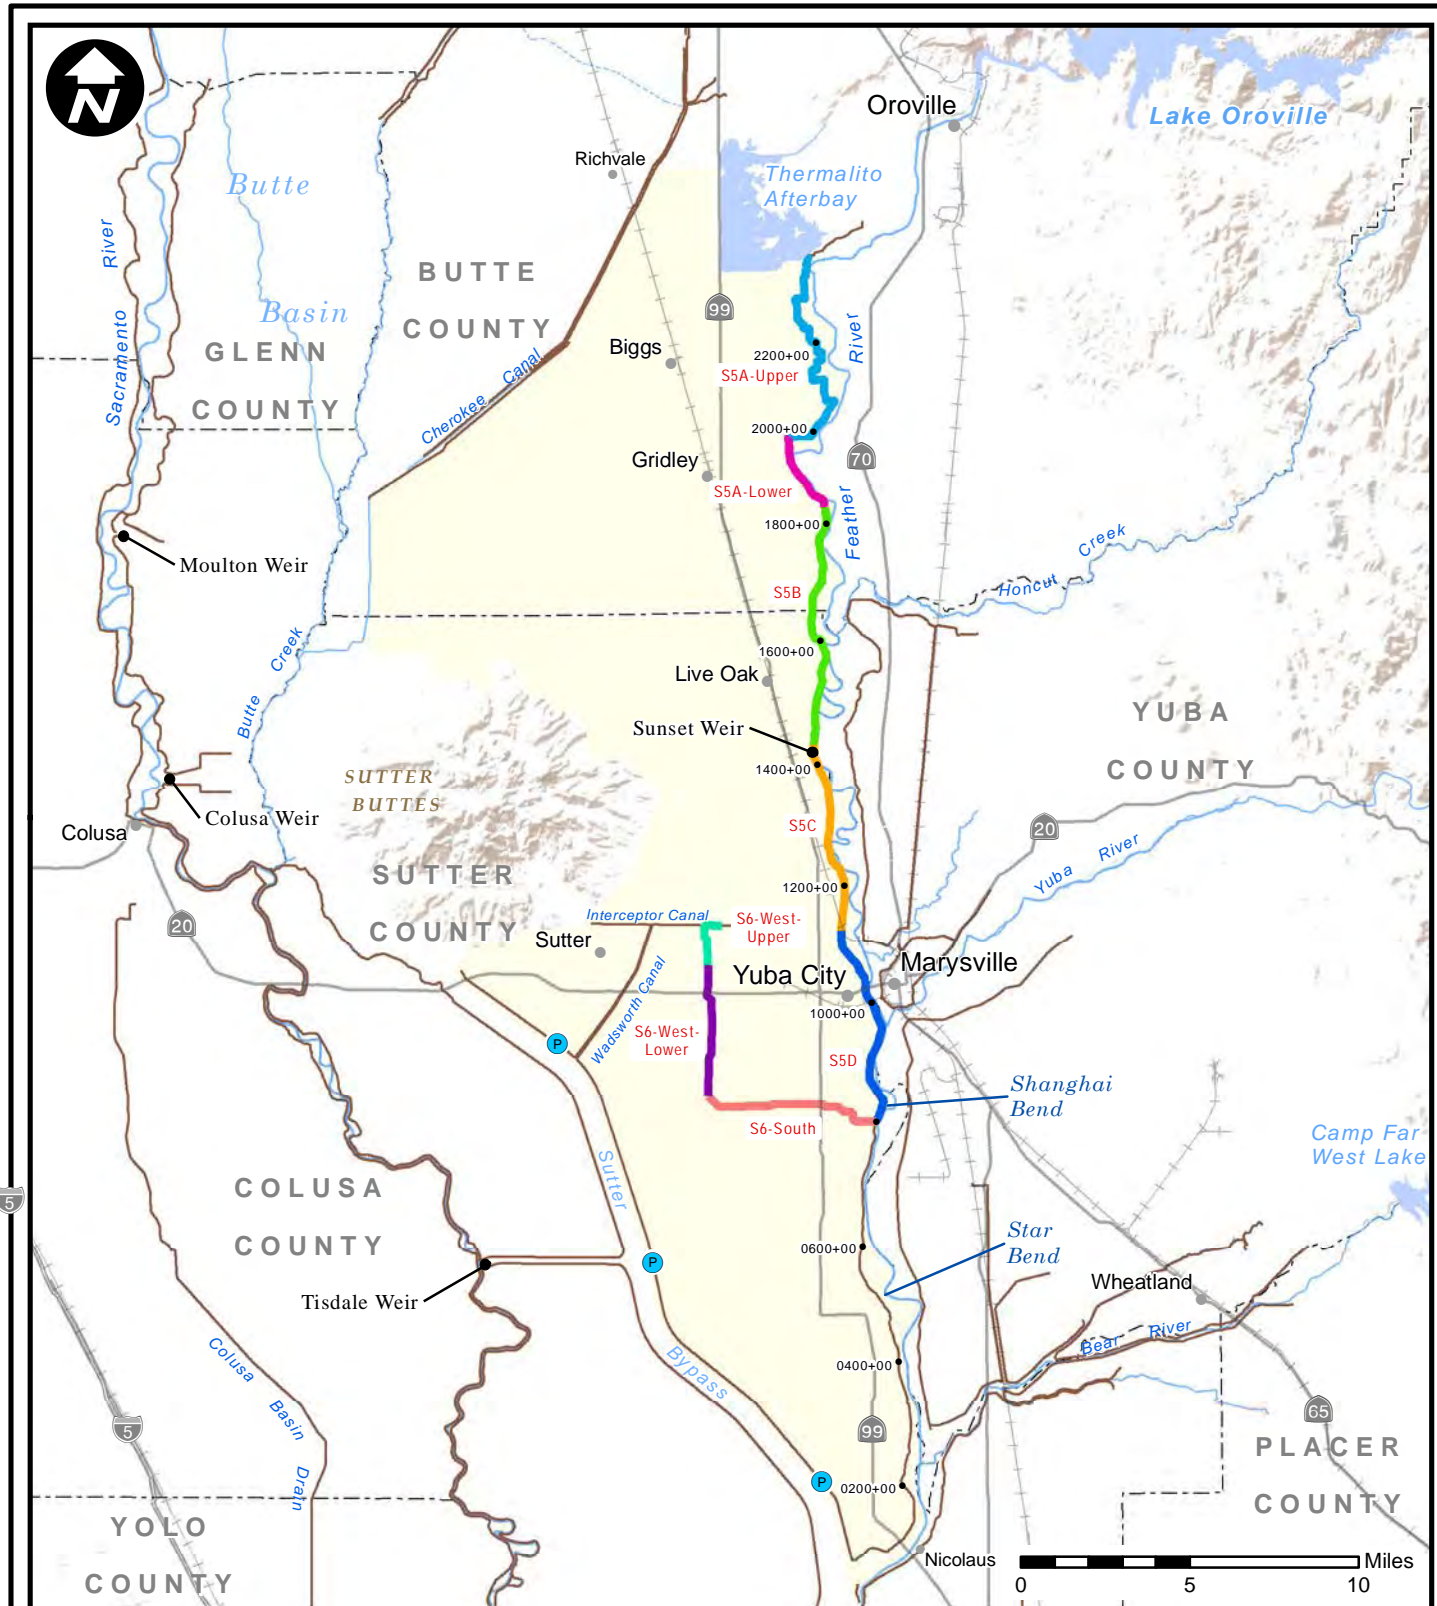 N
Oroville
Lake Oroville
Richvale
Thermalito
Afterbay
Butte
Basin
Sacramento River
BUTTE
COUNTY
99
GLENN
COUNTY
Biggs
2200+00
S5A-Upper
River
Cherokee Canal
2000+00
Gridley
70
S5A-Lower
Feather
1800+00
Moulton Weir
Creek
Honcut
S5B
Butte Creek
1600+00
Live Oak
YUBA
COUNTY
Sunset Weir
1400+00
SUTTER
BUTTES
Colusa Weir
Colusa
S5C
20
Yuba River
SUTTER
COUNTY
1200+00
Interceptor Canal
S6-West-
Upper
20
Sutter
Wadsworth Canal
Yuba City
Marysville
1000+00
S6-West-
Lower
P
S5D
Shanghai
Bend
S6-South
Camp Far
West Lake
Sutter
COLUSA
COUNTY
5
Star
Bend
0600+00
P
Wheatland
Tisdale Weir
Bear River
Colusa Basin Drain
Bypass
0400+00
65
5
99
PLACER
COUNTY
P
0200+00
YOLO
COUNTY
Nicolaus
Miles
0 5 10